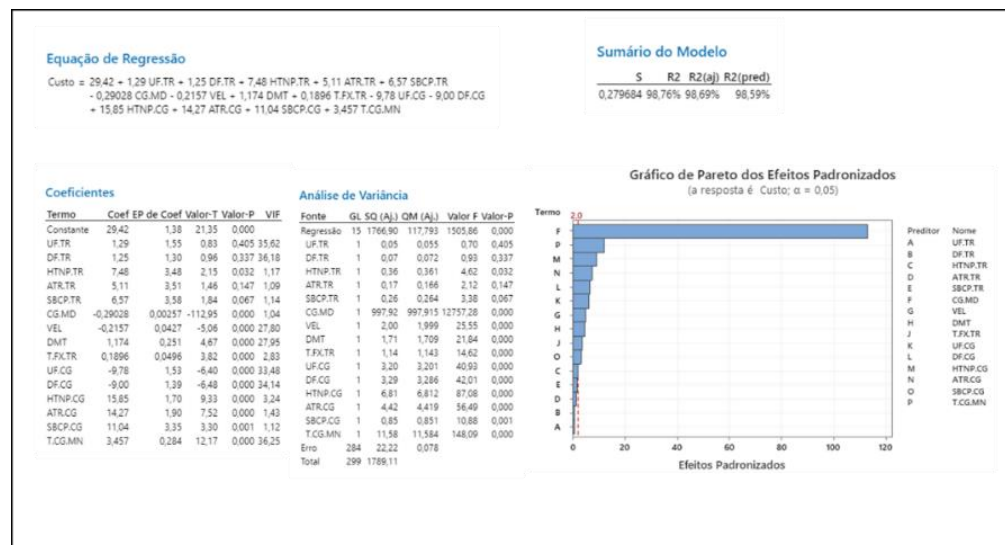 Equação de Regressão
Custo = 29,42 + 1,29 UF.TR + 1,25 DF.TR + 7,48 HTNP.TR + 5,11 ATR.TR + 6,57 SBCP.TR
- 0,29028 CG.MD - 0,2157 VEL + 1,174 DMT + 0,1896 T.FX.TR - 9,78 UF.CG - 9,00 DF.CG
+ 15,85 HTNP.CG + 14,27 ATR.CG + 11,04 SBCP.CG + 3,457 T.CG.MN
Sumário do Modelo
S R2 R2(aj) R2(pred)
0,279684 98,76% 98,69% 98,59%
Coeficientes
Termo Coef EP de Coef Valor-T Valor-P VIF
Constante 29,42 1,38 21,35 0,000
UF.TR 1,29 1,55 0,83 0,405 35,62
DF.TR 1,25 1,30 0,96 0,337 36,18
HTNP.TR 7,48 3,48 2,15 0,032 1,17
ATR.TR 5,11 3,51 1,46 0,147 1,09
SBCP.TR 6,57 3,58 1,84 0,067 1,14
CG.MD -0,29028 0,00257 -112,95 0,000 1,04
VEL -0,2157 0,0427 -5,06 0,000 27,80
DMT 1,174 0,251 4,67 0,000 27,95
T.FX.TR 0,1896 0,0496 3,82 0,000 2,83
UF.CG -9,78 1,53 -6,40 0,000 33,48
DF.CG -9,00 1,39 -6,48 0,000 34,14
HTNP.CG 15,85 1,70 9,33 0,000 3,24
ATR.CG 14,27 1,90 7,52 0,000 1,43
SBCP.CG 11,04 3,35 3,30 0,001 1,12
T.CG.MN 3,457 0,284 12,17 0,000 36,25
Análise de Variância
Fonte GL SQ (Aj.) QM (Aj.) Valor F Valor-P
Regressão 15 1766,90 117,793 1505,86 0,000
UF.TR 1 0,05 0,055 0,70 0,405
DF.TR 1 0,07 0,072 0,93 0,337
HTNP.TR 1 0,36 0,361 4,62 0,032
ATR.TR 1 0,17 0,166 2,12 0,147
SBCP.TR 1 0,26 0,264 3,38 0,067
CG.MD 1 997,92 997,915 12757,28 0,000
VEL 1 2,00 1,999 25,55 0,000
DMT 1 1,71 1,709 21,84 0,000
T.FX.TR 1 1,14 1,143 14,62 0,000
UF.CG 1 3,20 3,201 40,93 0,000
DF.CG 1 3,29 3,286 42,01 0,000
HTNP.CG 1 6,81 6,812 87,08 0,000
ATR.CG 1 4,42 4,419 56,49 0,000
SBCP.CG 1 0,85 0,851 10,88 0,001
T.CG.MN 1 11,58 11,584 148,09 0,000
Erro 284 22,22 0,078
Total 299 1789,11
Gráfico de Pareto dos Efeitos Padronizados
(a resposta é Custo; α = 0,05)
Termo 2,0
F
P
M
N
L
K
G
H
J
O
C
E
D
B
A
0 20 40 60 80 100 120
Efeitos Padronizados
Preditor Nome
A UF.TR
B DF.TR
C HTNP.TR
D ATR.TR
E SBCP.TR
F CG.MD
G VEL
H DMT
J T.FX.TR
K UF.CG
L DF.CG
M HTNP.CG
N ATR.CG
O SBCP.CG
P T.CG.MN